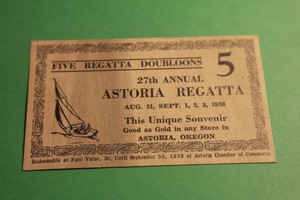 FIVE REGATTA DOUBLOONS 5
27th ANNUAL
ASTORIA REGATTA
AUG. 31, SEPT. 1, 2, 3, 1938
This Unique Souvenir
Good as Gold in any Store in
ASTORIA, OREGON
Redeemable at Face Value, 5c, Until September 30, 1938 at Astoria Chamber of Commerce